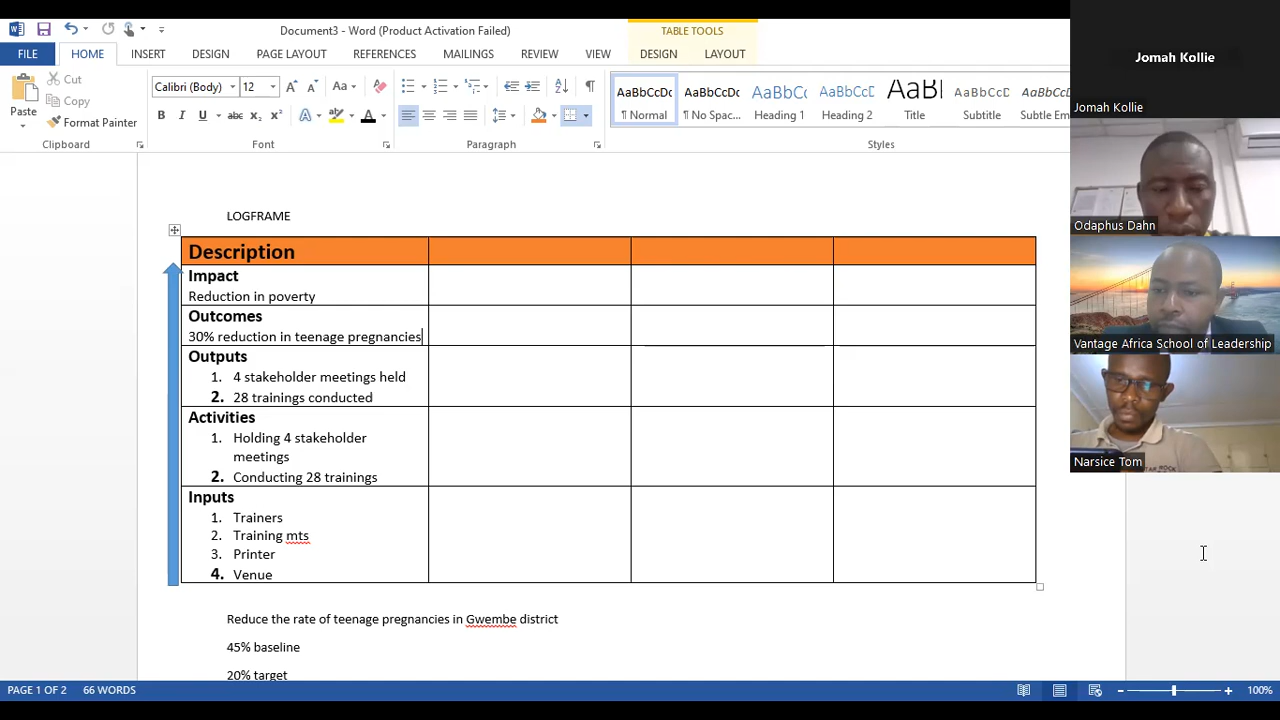 Document3 - Word (Product Activation Failed)
TABLE TOOLS
FILE
HOME
INSERT
DESIGN
PAGE LAYOUT
REFERENCES
MAILINGS
REVIEW
VIEW
DESIGN
LAYOUT
Paste
Cut
Copy
Format Painter
Clipboard
Calibri (Body)
12
Font
Paragraph
AaBbCcDc
¶ Normal
AaBbCcDc
¶ No Spac...
AaBbCc
Heading 1
AaBbCcD
Heading 2
AaBl
Title
AaBbCcD
Subtitle
AaBbCcD
Subtle Em
Styles
LOGFRAME
Description
Impact
Reduction in poverty
Outcomes
30% reduction in teenage pregnancies
Outputs
1. 4 stakeholder meetings held
2. 28 trainings conducted
Activities
1. Holding 4 stakeholder
meetings
2. Conducting 28 trainings
Inputs
1. Trainers
2. Training mts
3. Printer
4. Venue
Reduce the rate of teenage pregnancies in Gwembe district
45% baseline
20% target
PAGE 1 OF 2
66 WORDS
100%
Jomah Kollie
Jomah Kollie
Odaphus Dahn
Vantage Africa School of Leadership
Narsice Tom